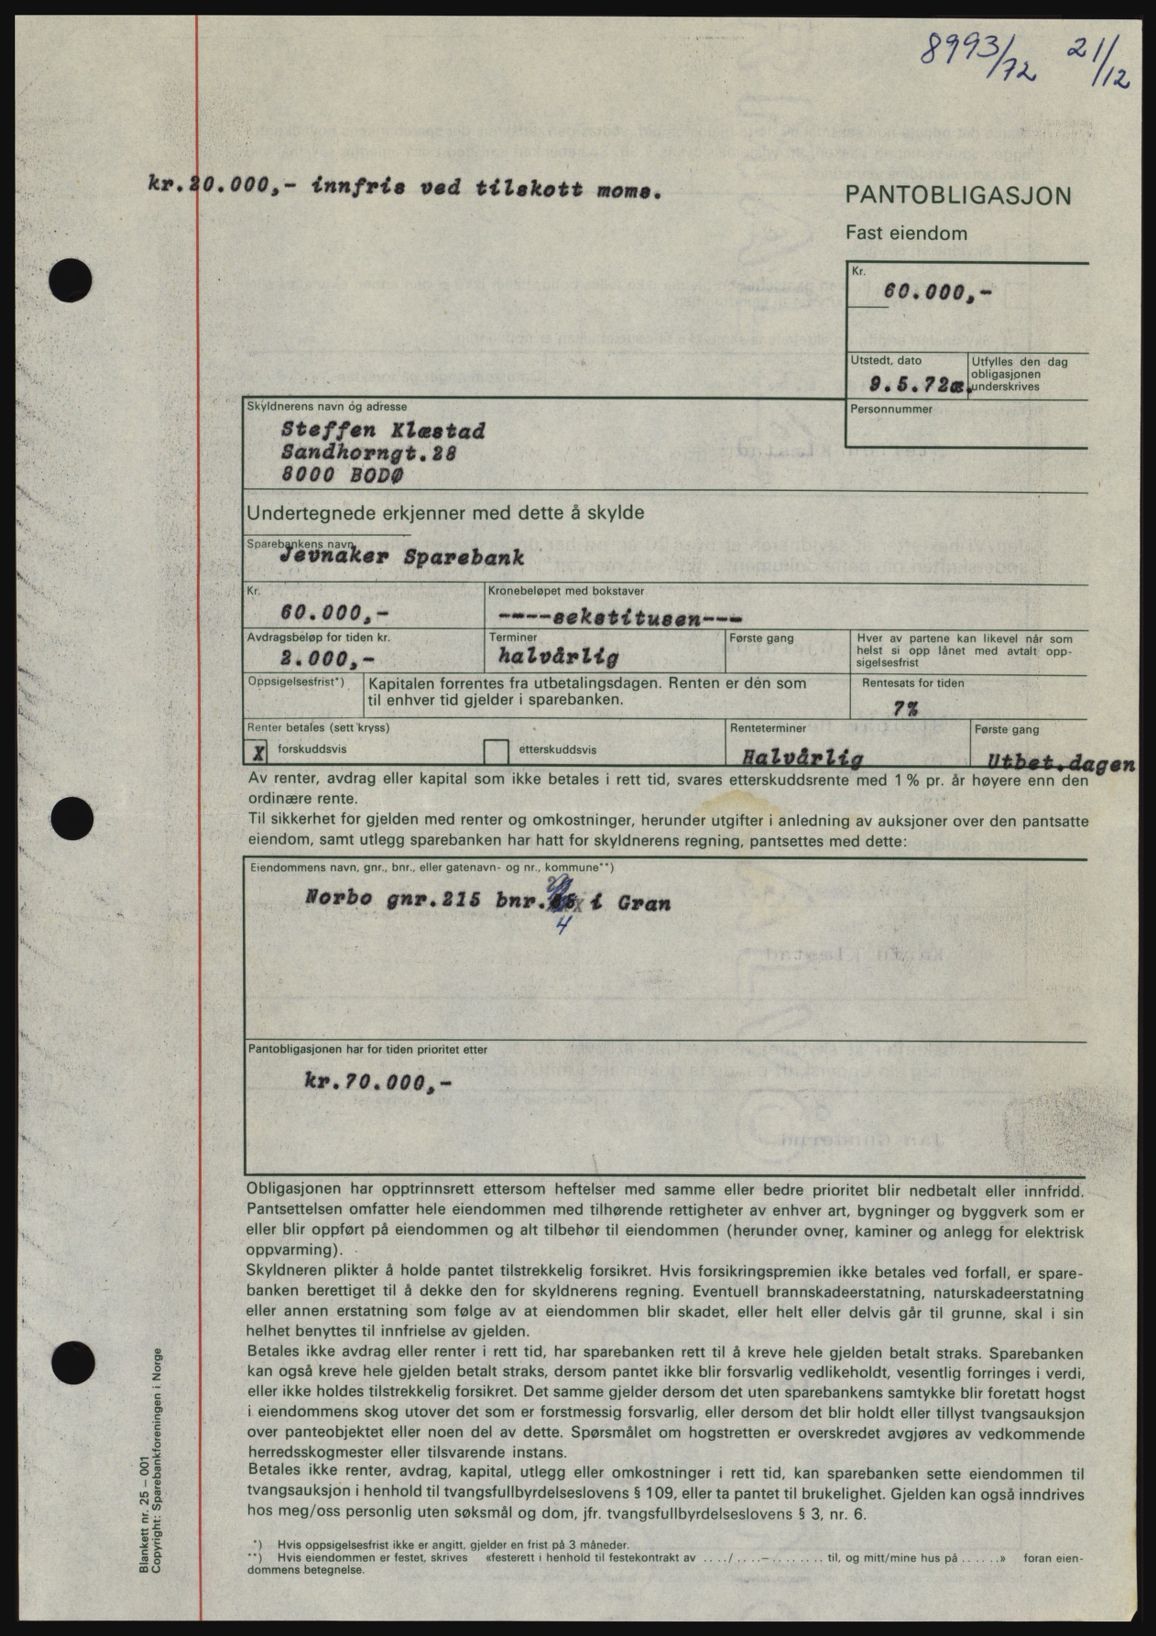 8993/72 21/12
kr.20.000,- innfris ved tilskott moms.
PANTOBLIGASJON
Fast eiendom
Kr.
60.000,-
Utstedt, dato
9.5.72æ.
Utfylles den dag
obligasjonen
underskrives
Skyldnerens navn óg adresse
Personnummer
Steffen Klæstad
Sandhorngt.28
8000 BODØ
Undertegnede erkjenner med dette å skylde
Sparebankens navn
Jevnaker Sparebank
Kr.
60.000,-
Kronebeløpet med bokstaver
----sekstitusen---
Avdragsbeløp for tiden kr.
2.000,-
Terminer
halvårlig
Første gang
Hver av partene kan likevel når som
helst si opp lånet med avtalt opp-
sigelsesfrist
Oppsigelsesfrist*)
Kapitalen forrentes fra utbetalingsdagen. Renten er dén som
til enhver tid gjelder i sparebanken.
Rentesats for tiden
7%
Renter betales (sett kryss)
X forskuddsvis
etterskuddsvis
Renteterminer
Halvårlig
Første gang
Utbet.dagen
Av renter, avdrag eller kapital som ikke betales i rett tid, svares etterskuddsrente med 1 % pr. år høyere enn den
ordinære rente.
Til sikkerhet for gjelden med renter og omkostninger, herunder utgifter i anledning av auksjoner over den pantsatte
eiendom, samt utlegg sparebanken har hatt for skyldnerens regning, pantsettes med dette:
Eiendommens navn, gnr., bnr., eller gatenavn- og nr., kommune**)
Norbo gnr.215 bnr. i Gran
4
Pantobligasjonen har for tiden prioritet etter
kr.70.000,-
Obligasjonen har opptrinnsrett ettersom heftelser med samme eller bedre prioritet blir nedbetalt eller innfridd.
Pantsettelsen omfatter hele eiendommen med tilhørende rettigheter av enhver art, bygninger og byggverk som er
eller blir oppført på eiendommen og alt tilbehør til eiendommen (herunder ovner, kaminer og anlegg for elektrisk
oppvarming).
Skyldneren plikter å holde pantet tilstrekkelig forsikret. Hvis forsikringspremien ikke betales ved forfall, er spare-
banken berettiget til å dekke den for skyldnerens regning. Eventuell brannskadeerstatning, naturskadeerstatning
eller annen erstatning som følge av at eiendommen blir skadet, eller helt eller delvis går til grunne, skal i sin
helhet benyttes til innfrielse av gjelden.
Betales ikke avdrag eller renter i rett tid, har sparebanken rett til å kreve hele gjelden betalt straks. Sparebanken
kan også kreve hele gjelden betalt straks, dersom pantet ikke blir forsvarlig vedlikeholdt, vesentlig forringes i verdi,
eller ikke holdes tilstrekkelig forsikret. Det samme gjelder dersom det uten sparebankens samtykke blir foretatt hogst
i eiendommens skog utover det som er forstmessig forsvarlig, eller dersom det blir holdt eller tillyst tvangsauksjon
over panteobjektet eller noen del av dette. Spørsmålet om hogstretten er overskredet avgjøres av vedkommende
herredsskogmester eller tilsvarende instans.
Betales ikke renter, avdrag, kapital, utlegg eller omkostninger i rett tid, kan sparebanken sette eiendommen til
tvangsauksjon i henhold til tvangsfullbyrdelseslovens § 109, eller ta pantet til brukelighet. Gjelden kan også inndrives
hos meg/oss personlig uten søksmål og dom, jfr. tvangsfullbyrdelseslovens § 3, nr. 6.
*) Hvis oppsigelsesfrist ikke er angitt, gjelder en frist på 3 måneder.
**) Hvis eiendommen er festet, skrives «festerett i henhold til festekontrakt av ..../....–........ til, og mitt/mine hus på ......» foran eien-
dommens betegnelse.
Blankett nr. 25 – 001
Copyright: Sparebankforeningen i Norge